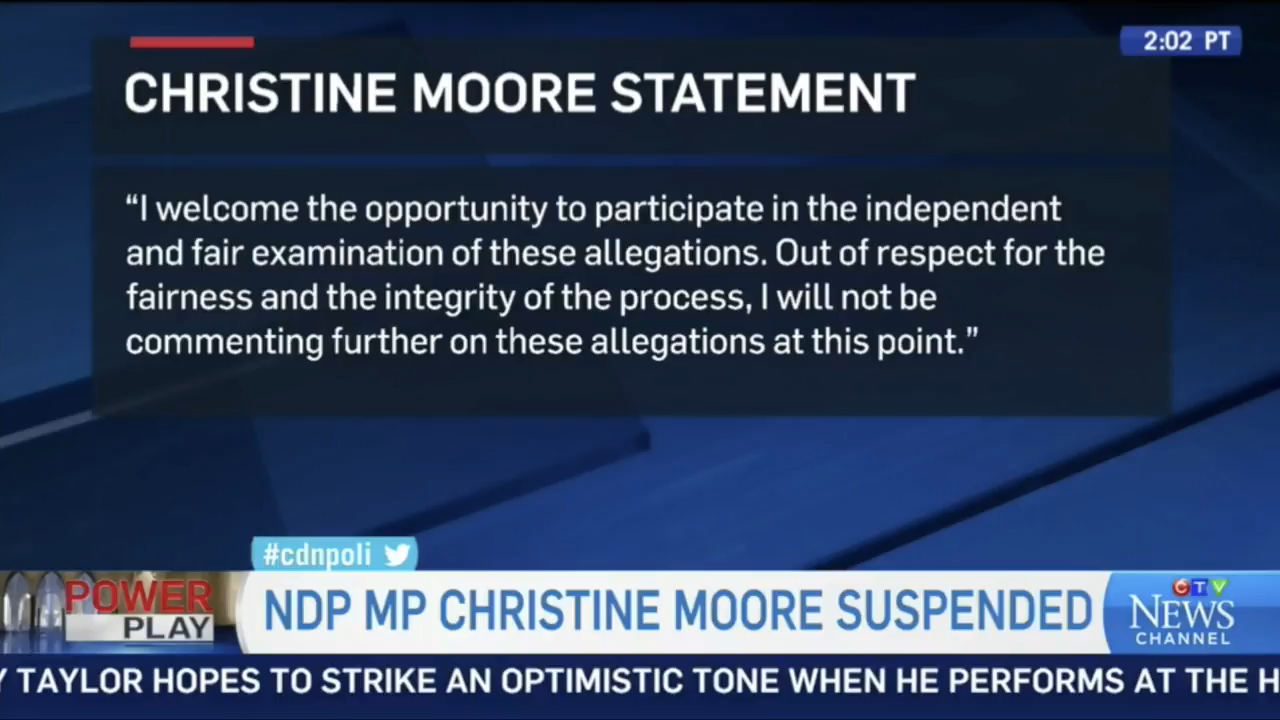 2:02 PT
CHRISTINE MOORE STATEMENT
“I welcome the opportunity to participate in the independent
and fair examination of these allegations. Out of respect for the
fairness and the integrity of the process, I will not be
commenting further on these allegations at this point.”
#cdnpoli
POWER
PLAY
NDP MP CHRISTINE MOORE SUSPENDED
CTV
NEWS
CHANNEL
Y TAYLOR HOPES TO STRIKE AN OPTIMISTIC TONE WHEN HE PERFORMS AT THE H